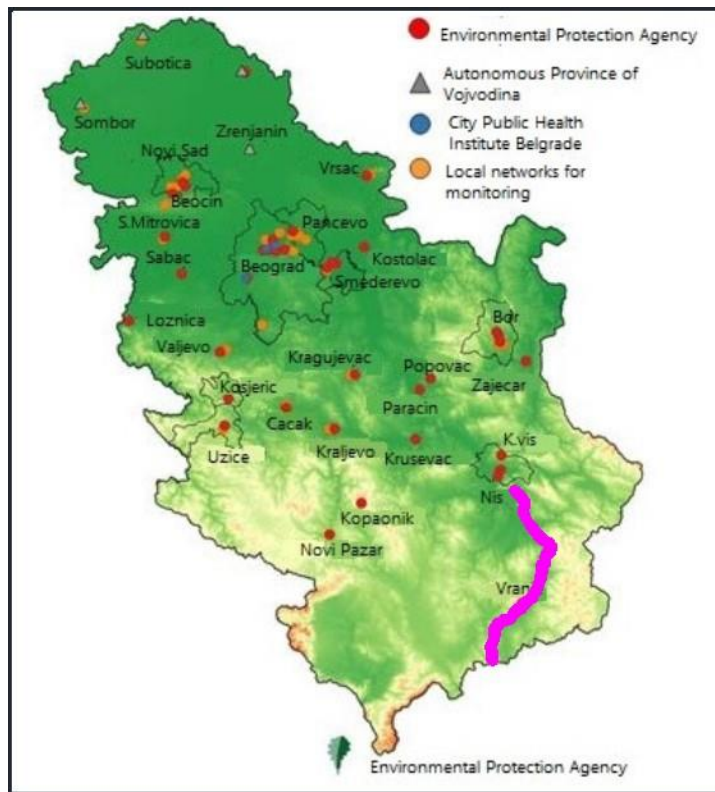 Environmental Protection Agency
Autonomous Province of
Vojvodina
City Public Health
Institute Belgrade
Local networks for
monitoring
Subotica
Sombor
Zrenjanin
Novi Sad
Vrsac
Beocin
Pancevo
S.Mitrovica
Kostolac
Beograd
Sabac
Smederevo
Loznica
Bor
Valjevo
Kragujevac
Popovac
Zajecar
Kosjeric
Paracin
Cacak
K.vis
Uzice
Kraljevo
Krusevac
Nis
Kopaonik
Novi Pazar
Environmental Protection Agency